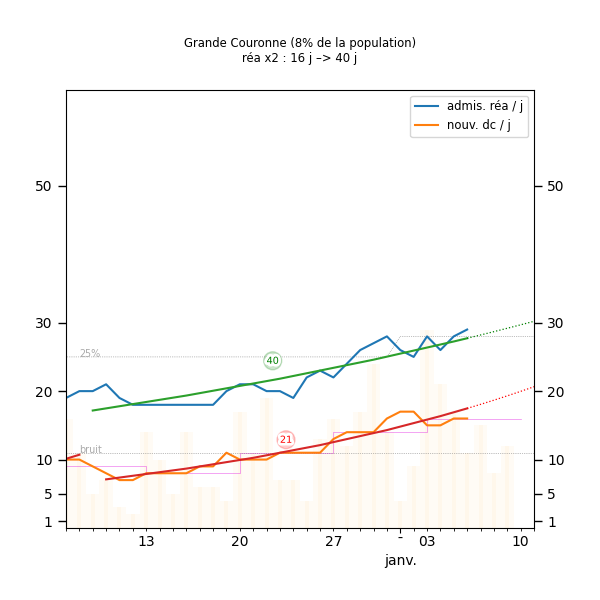 Grande Couronne (8% de la population)
réa x2 : 16 j –> 40 j
admis. réa / j
nouv. dc / j
50 50
30 30
25%
40
20 20
21
bruit
10 10
5 5
1 1
13 20 27 - 03 10
janv.